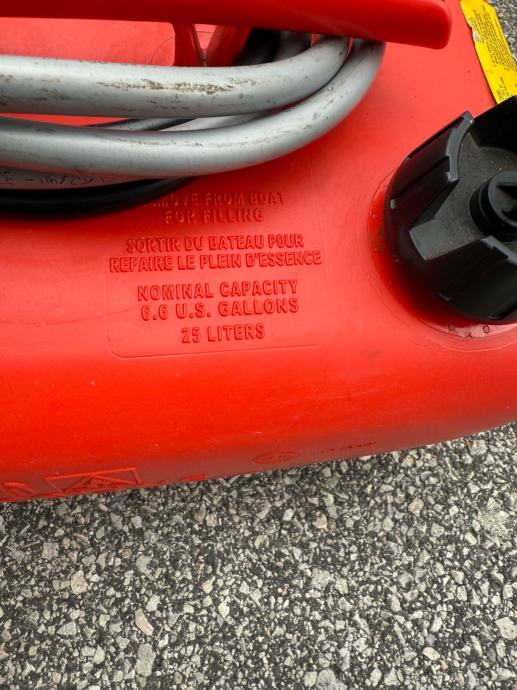 REMOVE FROM BOAT
FOR FILLING
SORTIR DU BATEAU POUR
REFAIRE LE PLEIN D'ESSENCE
NOMINAL CAPACITY
6.6 U.S. GALLONS
25 LITERS